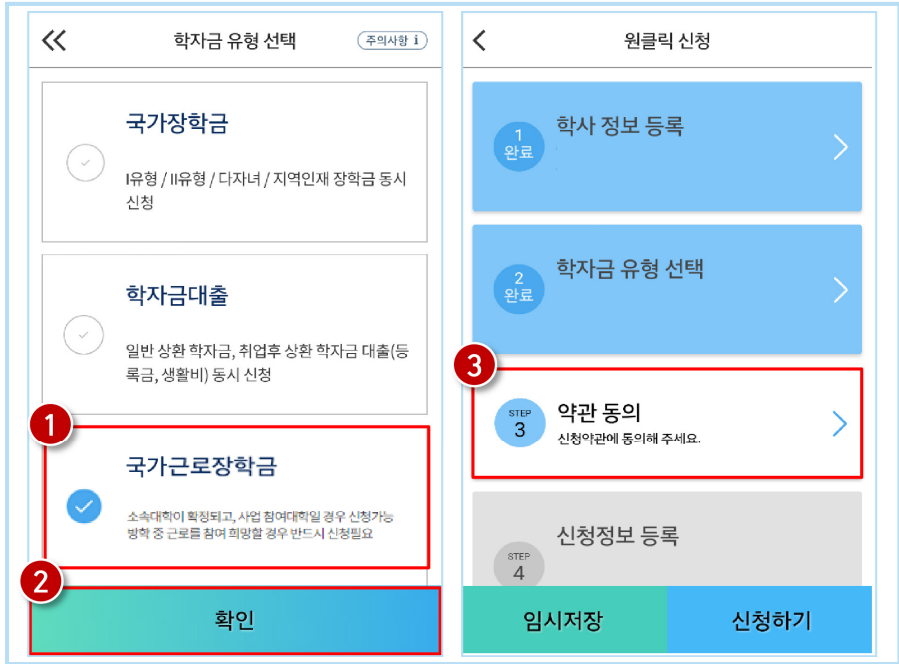 학자금 유형 선택
주의사항 i
국가장학금
I유형 / II유형 / 다자녀 / 지역인재 장학금 동시
신청
학자금대출
일반 상환 학자금, 취업후 상환 학자금 대출(등
록금, 생활비) 동시 신청
1
국가근로장학금
소속대학이 확정되고, 사업 참여대학일 경우 신청가능
방학 중 근로를 참여 희망할 경우 반드시 신청필요
2
확인
원클릭 신청
1
완료
학사 정보 등록
2
완료
학자금 유형 선택
3
STEP
3
약관 동의
신청약관에 동의해 주세요.
STEP
4
신청정보 등록
임시저장
신청하기